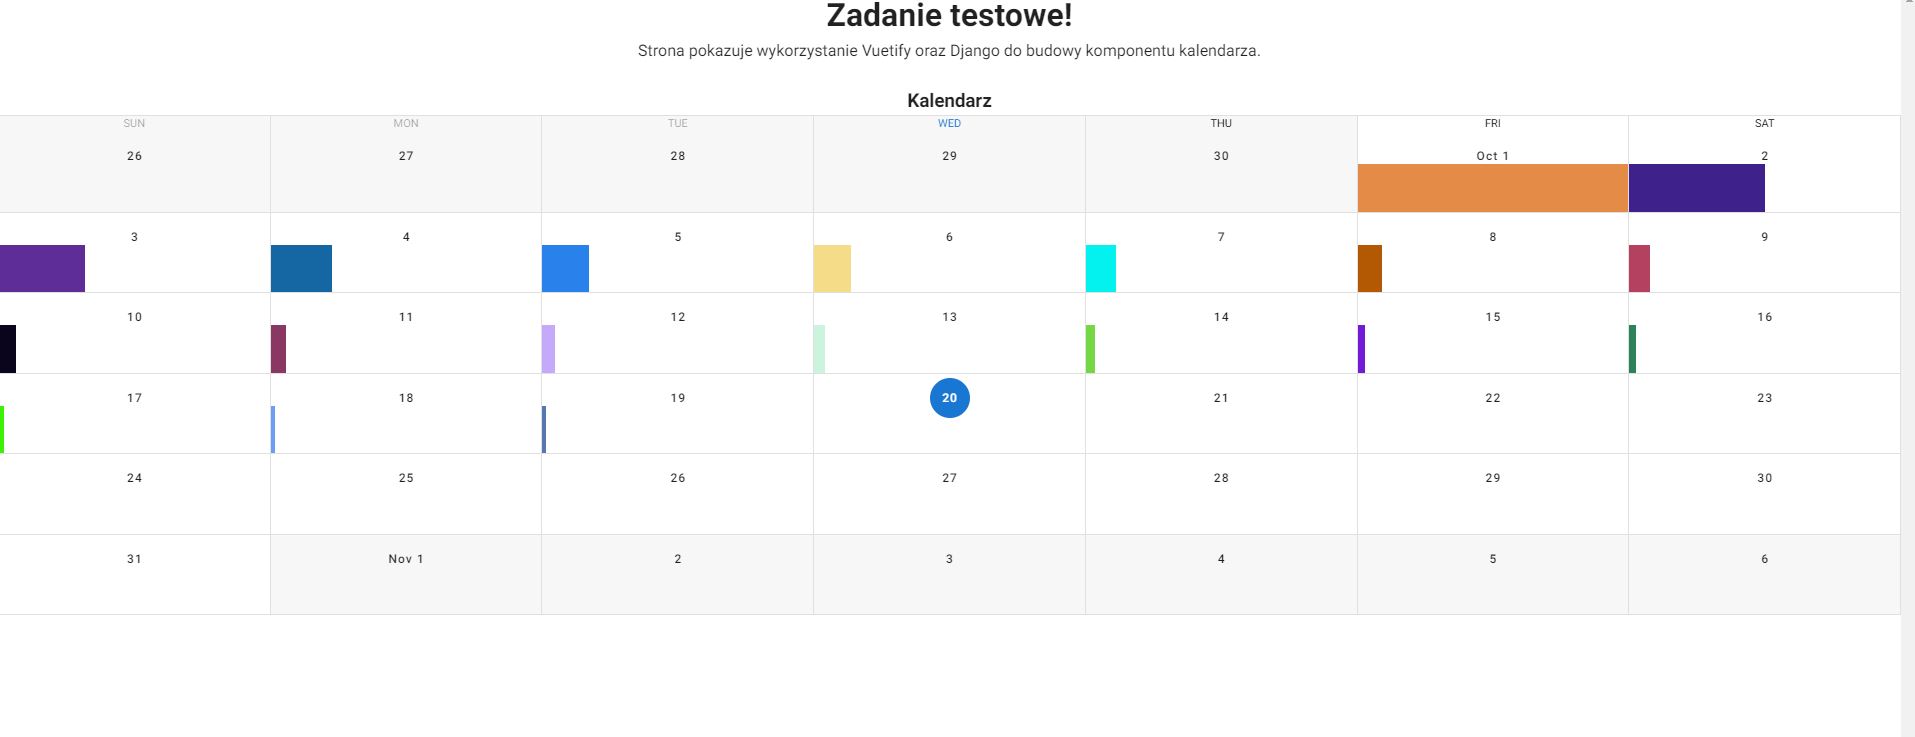 Zadanie testowe!
Strona pokazuje wykorzystanie Vuetify oraz Django do budowy komponentu kalendarza.
Kalendarz
SUN MON TUE WED THU FRI SAT
26 27 28 29 30 Oct 1 2
3 4 5 6 7 8 9
10 11 12 13 14 15 16
17 18 19 20 21 22 23
24 25 26 27 28 29 30
31 Nov 1 2 3 4 5 6